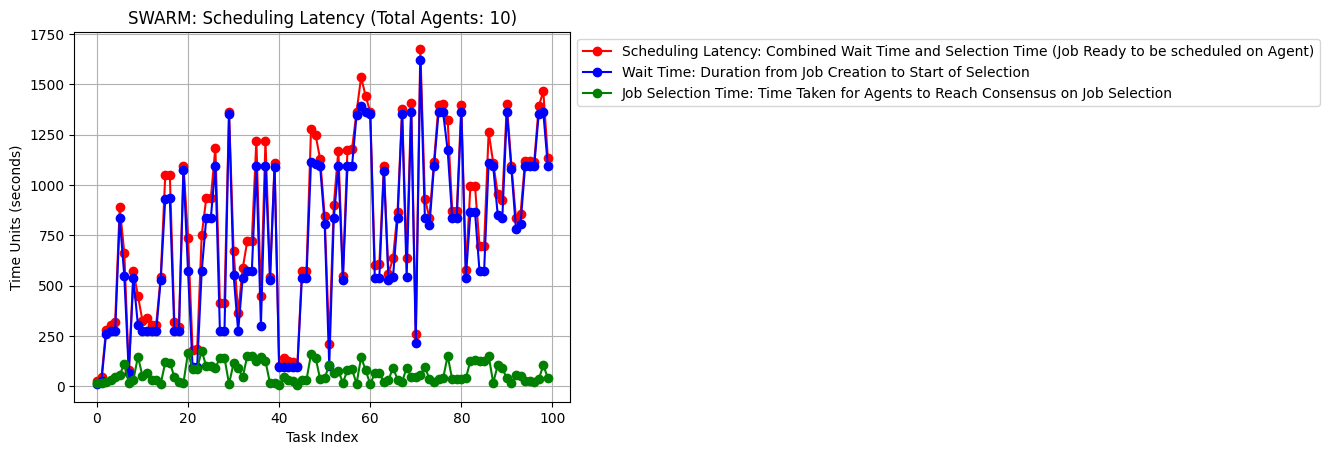 SWARM: Scheduling Latency (Total Agents: 10)
Scheduling Latency: Combined Wait Time and Selection Time (Job Ready to be scheduled on Agent)
Wait Time: Duration from Job Creation to Start of Selection
Job Selection Time: Time Taken for Agents to Reach Consensus on Job Selection
Time Units (seconds)
1750
1500
1250
1000
750
500
250
0
0 20 40 60 80 100
Task Index